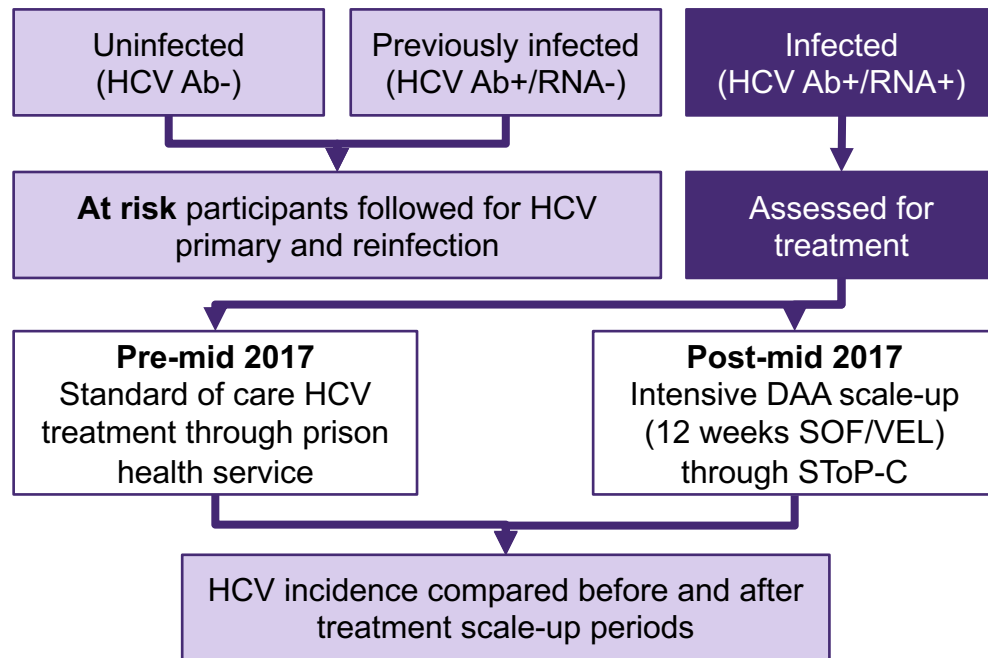 Uninfected
(HCV Ab-)
Previously infected
(HCV Ab+/RNA-)
Infected
(HCV Ab+/RNA+)
At risk participants followed for HCV
primary and reinfection
Assessed for
treatment
Pre-mid 2017
Standard of care HCV
treatment through prison
health service
Post-mid 2017
Intensive DAA scale-up
(12 weeks SOF/VEL)
through SToP-C
HCV incidence compared before and after
treatment scale-up periods